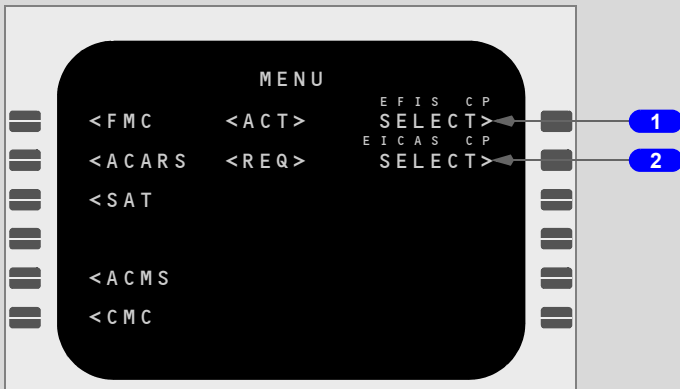 MENU
EFIS CP
<FMC <ACT> SELECT> 1
EICAS CP
<ACARS <REQ> SELECT> 2
<SAT
<ACMS
<CMC